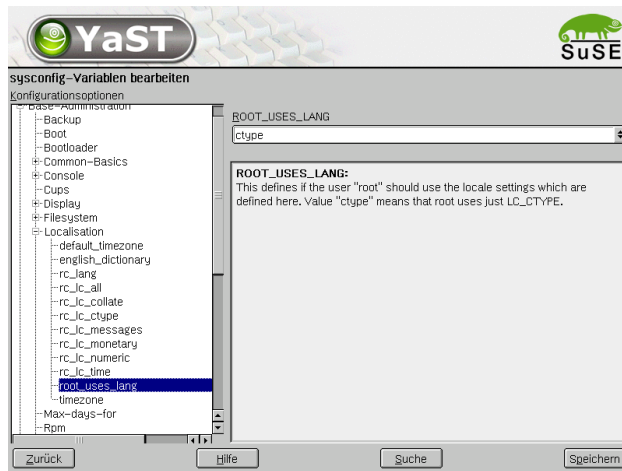 YaST
SuSE
sysconfig-Variablen bearbeiten
Konfigurationsoptionen
Base-Administration
Backup
Boot
Bootloader
Common-Basics
Console
Cups
Display
Filesystem
Localisation
default_timezone
english_dictionary
rc_lang
rc_lc_all
rc_lc_collate
rc_lc_ctype
rc_lc_messages
rc_lc_monetary
rc_lc_numeric
rc_lc_time
root_uses_lang
timezone
Max-days-for
Rpm
ROOT_USES_LANG
ctype
ROOT_USES_LANG:
This defines if the user "root" should use the locale settings which are
defined here. Value "ctype" means that root uses just LC_CTYPE.
Zurück
Hilfe
Suche
Speichern